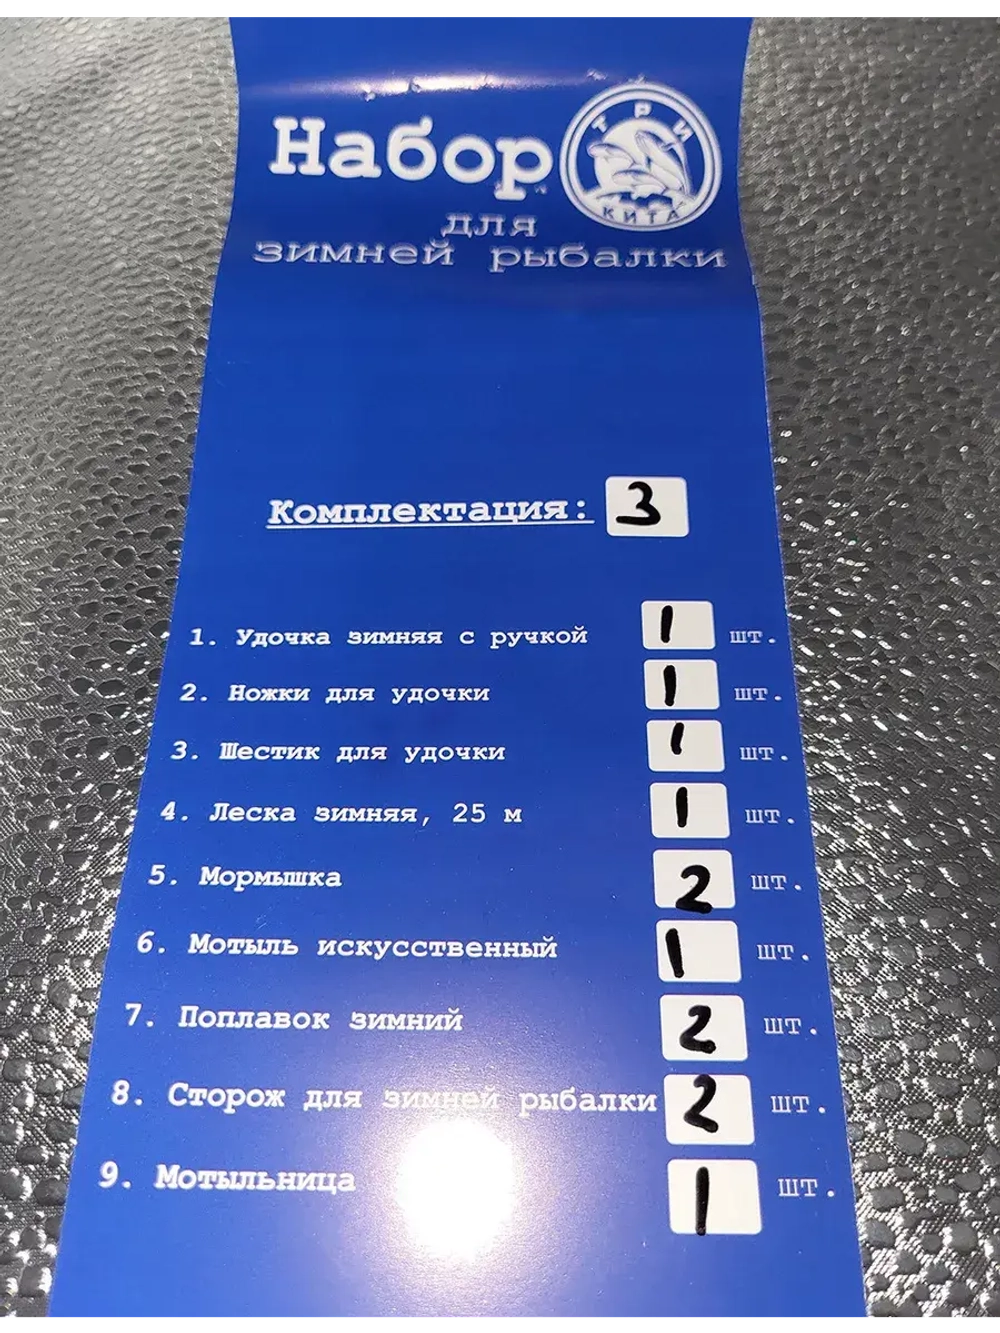 Набор
ТРИ
КИТА
для
зимней рыбалки
Комплектация: 3
1. Удочка зимняя с ручкой 1 шт.
2. Ножки для удочки 1 шт.
3. Шестик для удочки 1 шт.
4. Леска зимняя, 25 м 1 шт.
5. Мормышка 2 шт.
6. Мотыль искусственный 1 шт.
7. Поплавок зимний 2 шт.
8. Сторож для зимней рыбалки 2 шт.
9. Мотыльница 1 шт.